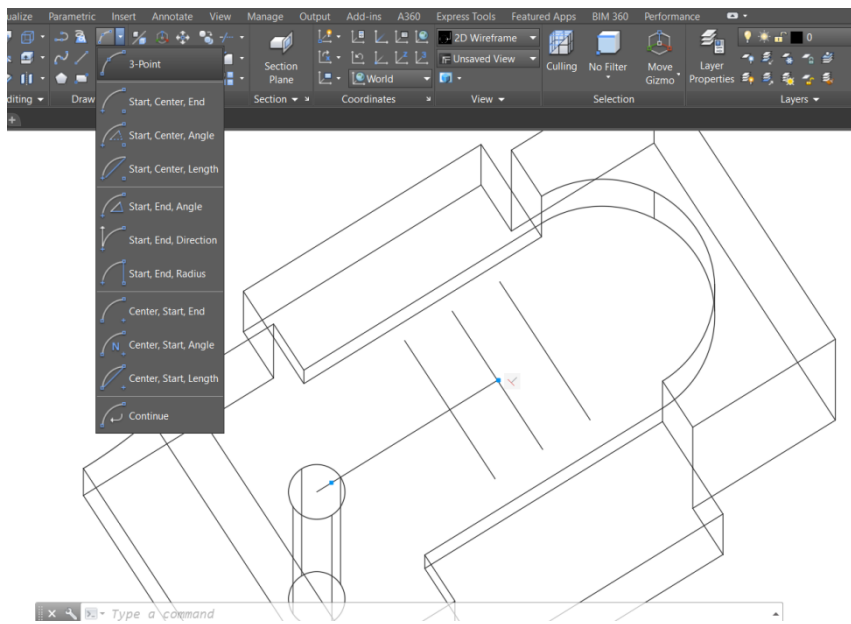 ualize Parametric Insert Annotate View Manage Output Add-ins A360 Express Tools Featured Apps BIM 360 Performance
2D Wireframe
0
Unsaved View
World
Section
Plane
Culling
No Filter
Move
Gizmo
Layer
Properties
diting
Draw
Section
Coordinates
View
Selection
Layers
3-Point
Start, Center, End
Start, Center, Angle
Start, Center, Length
Start, End, Angle
Start, End, Direction
Start, End, Radius
Center, Start, End
N Center, Start, Angle
Center, Start, Length
Continue
Type a command